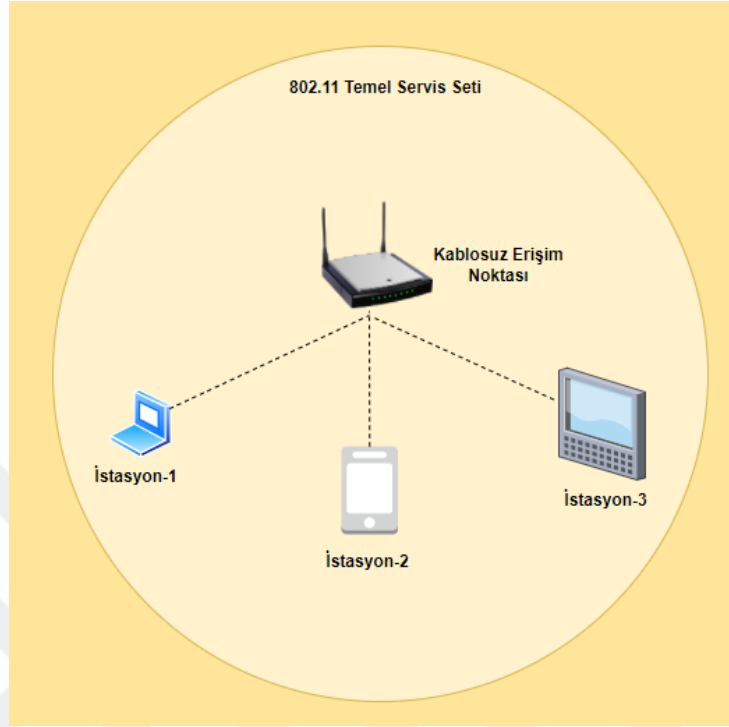 802.11 Temel Servis Seti
Kablosuz Erişim
Noktası
İstasyon-1
İstasyon-3
İstasyon-2